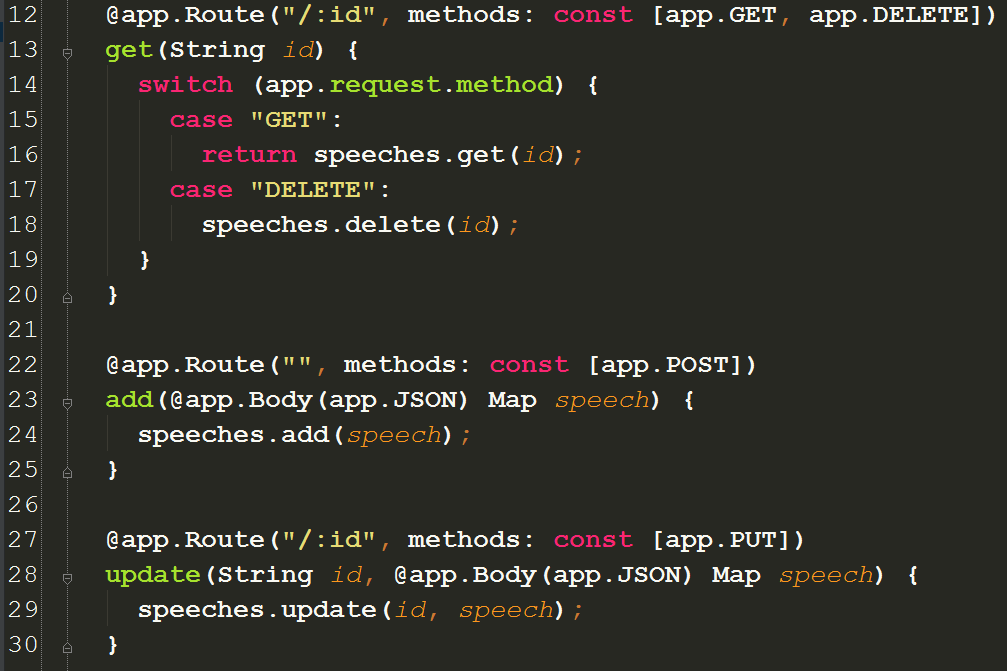 12 @app.Route("/:id", methods: const [app.GET, app.DELETE])
13 get(String id) {
14 switch (app.request.method) {
15 case "GET":
16 return speeches.get(id);
17 case "DELETE":
18 speeches.delete(id);
19 }
20 }
21
22 @app.Route("", methods: const [app.POST])
23 add(@app.Body(app.JSON) Map speech) {
24 speeches.add(speech);
25 }
26
27 @app.Route("/:id", methods: const [app.PUT])
28 update(String id, @app.Body(app.JSON) Map speech) {
29 speeches.update(id, speech);
30 }